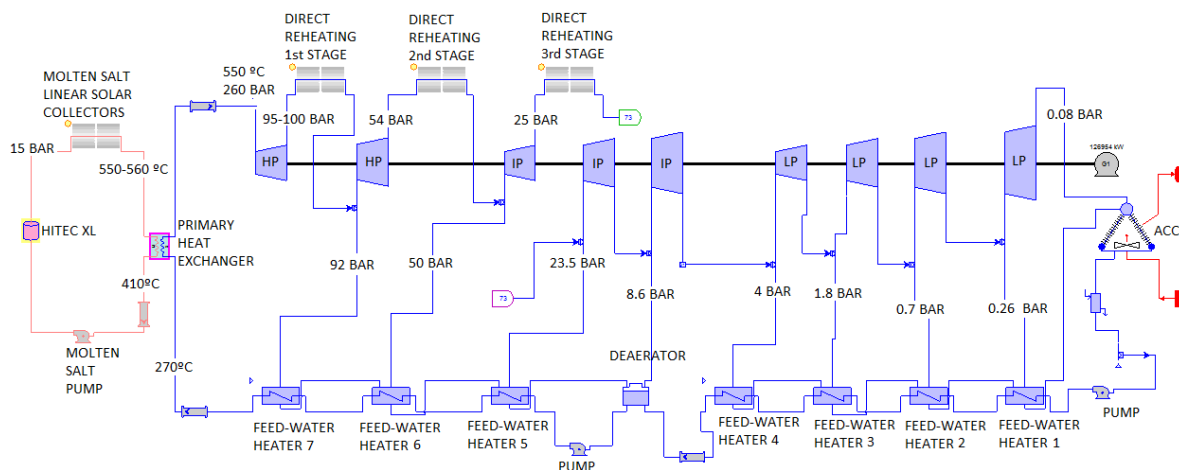 DIRECT
REHEATING
1st STAGE
DIRECT
REHEATING
2nd STAGE
DIRECT
REHEATING
3rd STAGE
MOLTEN SALT
LINEAR SOLAR
COLLECTORS
550 ºC
260 BAR
95-100 BAR
54 BAR
25 BAR
73
0.08 BAR
15 BAR
550-560 ºC
HP
HP
IP
IP
IP
LP
LP
LP
LP
126954 kW
G1
HITEC XL
PRIMARY
HEAT
EXCHANGER
ACC
410ºC
92 BAR
50 BAR
23.5 BAR
73
8.6 BAR
4 BAR
1.8 BAR
0.7 BAR
0.26 BAR
MOLTEN
SALT
PUMP
270ºC
DEAERATOR
FEED-WATER
HEATER 7
FEED-WATER
HEATER 6
FEED-WATER
HEATER 5
PUMP
FEED-WATER
HEATER 4
FEED-WATER
HEATER 3
FEED-WATER
HEATER 2
FEED-WATER
HEATER 1
PUMP